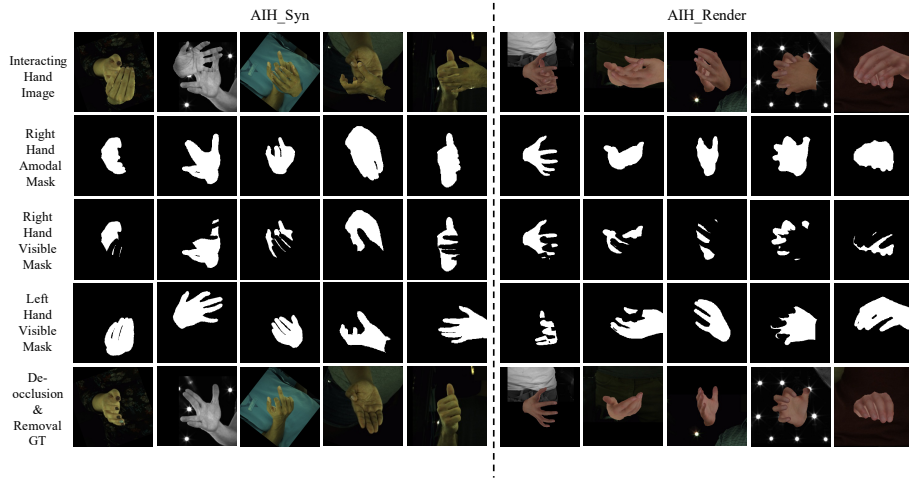 AIH_Syn
AIH_Render
Interacting
Hand
Image
Right
Hand
Amodal
Mask
Right
Hand
Visible
Mask
Left
Hand
Visible
Mask
De-
occlusion
&
Removal
GT